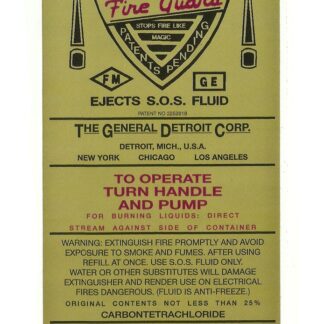 Fire Guard
STOPS FIRE LIKE
MAGIC
PATENTS PENDING
FM
GE
EJECTS S.O.S. FLUID
THE GENERAL DETROIT CORP.
DETROIT, MICH., U.S.A.
NEW YORK CHICAGO LOS ANGELES
TO OPERATE
TURN HANDLE
AND PUMP
FOR BURNING LIQUIDS: DIRECT
STREAM AGAINST SIDE OF CONTAINER
WARNING: EXTINGUISH FIRE PROMPTLY AND AVOID
EXPOSURE TO SMOKE AND FUMES. AFTER USING
REFILL AT ONCE. USE S.O.S. FLUID ONLY.
WATER OR OTHER SUBSTITUTES WILL DAMAGE
EXTINGUISHER AND RENDER USE ON ELECTRICAL
FIRES DANGEROUS. (FLUID IS ANTI-FREEZE.)
ORIGINAL CONTENTS NOT LESS THAN 25%
CARBONTETRACHLORIDE